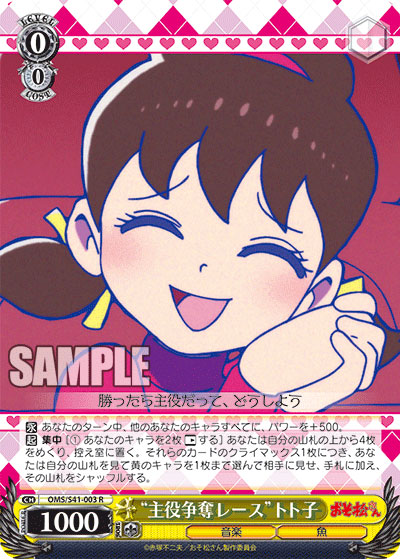 LEVEL
0
0
COST
SAMPLE
勝ったら主役だって、どうしよう
永 あなたのターン中、他のあなたのキャラすべてに、パワーを+500。
起 集中 [① あなたのキャラを2枚 する] あなたは自分の山札の上から4枚
をめくり、控え室に置く。それらのカードのクライマックス1枚につき、あな
たは自分の山札を見て黄のキャラを1枚まで選んで相手に見せ、手札に加え、
その山札をシャッフルする。
CH OMS/S41-003 R
1000
“主役争奪レース”トト子
おそ松さん
音楽
魚
©赤塚不二夫/おそ松さん製作委員会